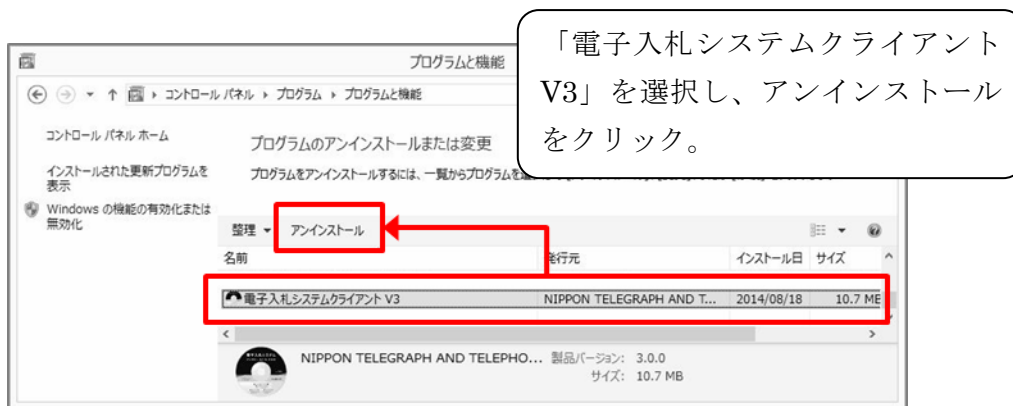 「電子入札システムクライアント
V3」を選択し、アンインストール
をクリック。
プログラムと機能
コントロール パネル プログラム プログラムと機能
コントロール パネル ホーム
インストールされた更新プログラムを
表示
Windows の機能の有効化または
無効化
プログラムのアンインストールまたは変更
プログラムをアンインストールするには、一覧からプログラムを
整理 アンインストール
名前 発行元 インストール日 サイズ
電子入札システムクライアント V3 NIPPON TELEGRAPH AND T... 2014/08/18 10.7 MB
NIPPON TELEGRAPH AND TELEPHO... 製品バージョン: 3.0.0
サイズ: 10.7 MB